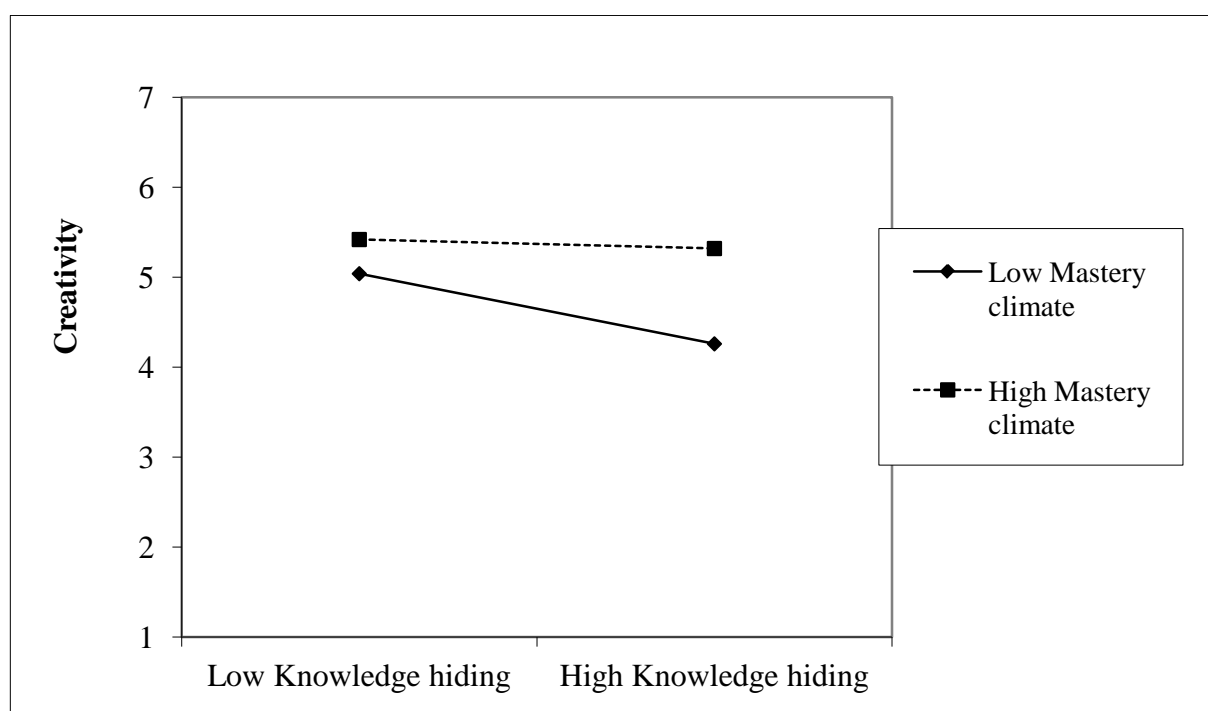 7
6
5
4
3
2
1
Creativity
Low Knowledge hiding
High Knowledge hiding
Low Mastery
climate
High Mastery
climate